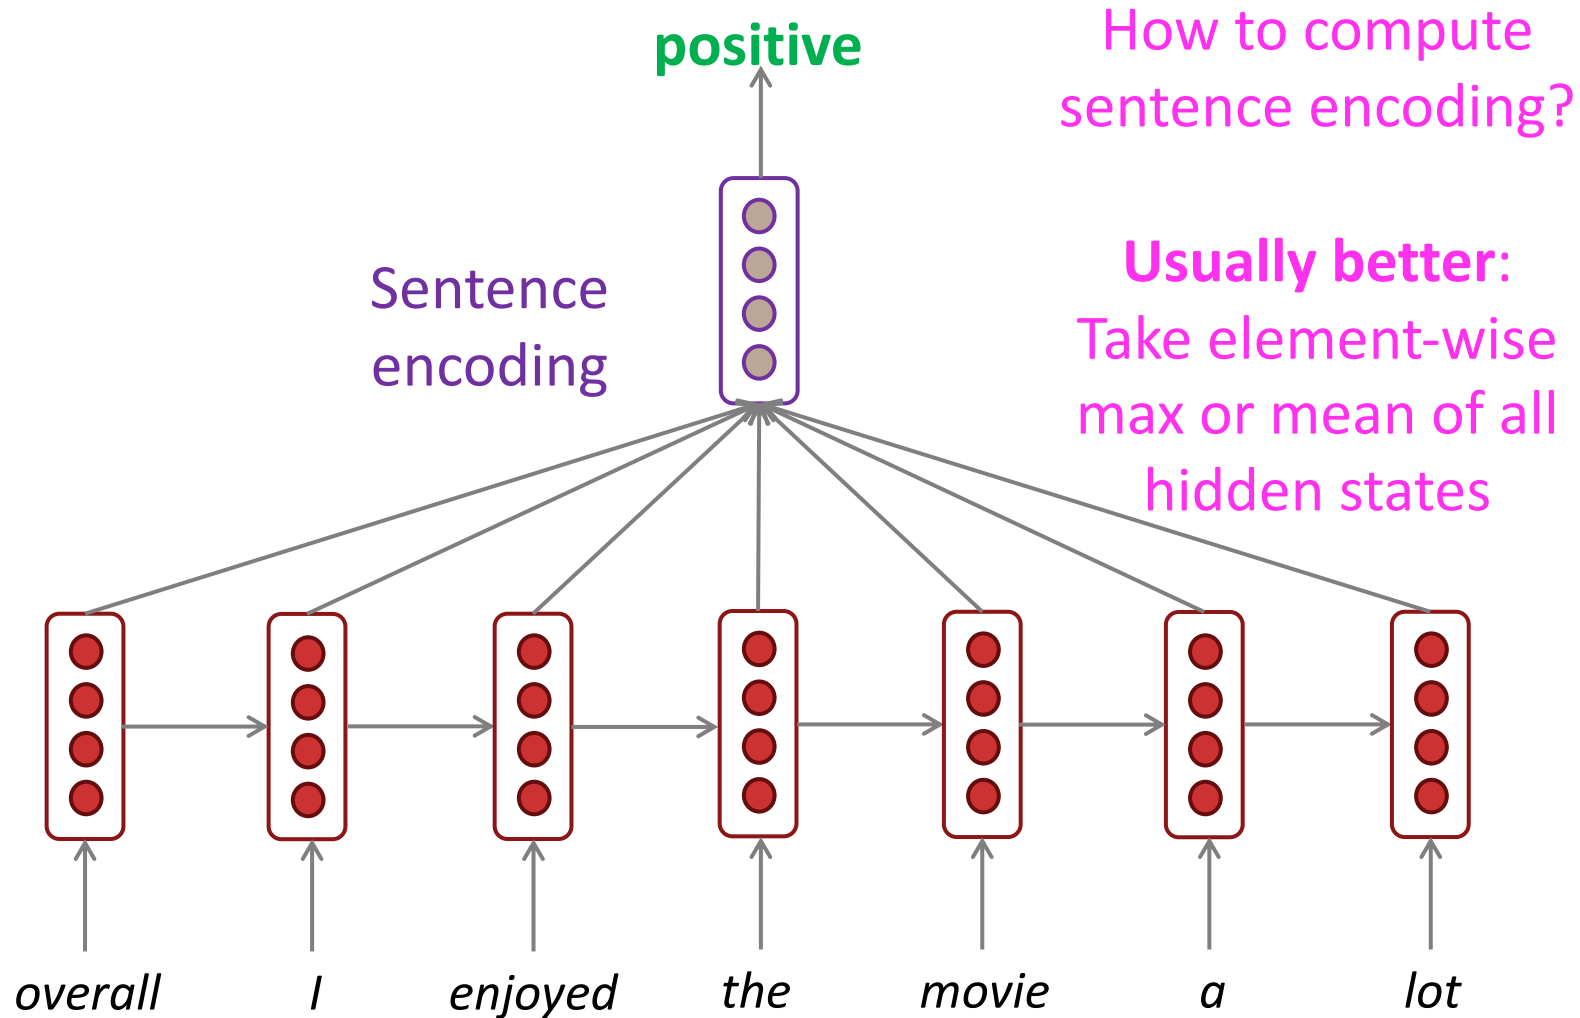 positive
How to compute
sentence encoding?
Sentence
encoding
Usually better:
Take element-wise
max or mean of all
hidden states
overall I enjoyed the movie a lot